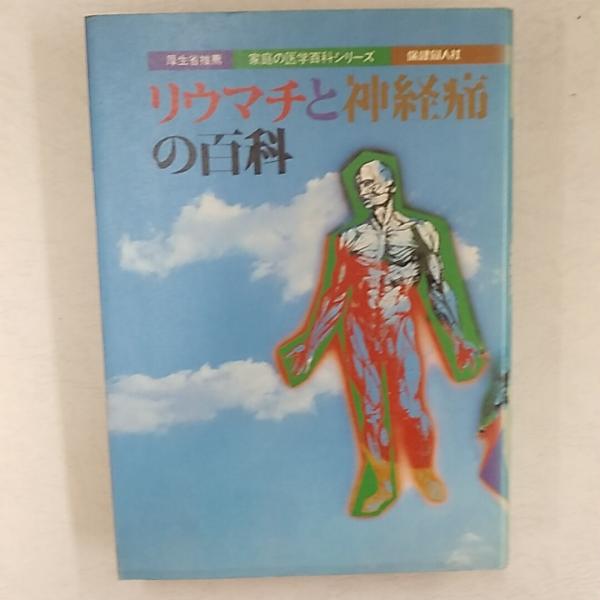 厚生省推薦 家庭の医学百科シリーズ 保健同人社
リウマチと神経痛
の百科